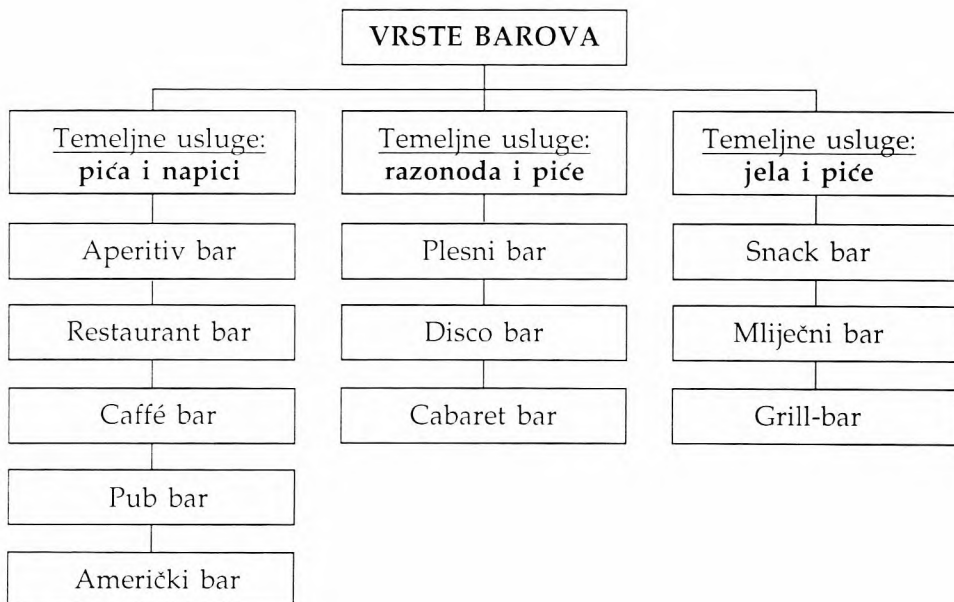 VRSTE BAROVA
Temeljne usluge:
pića i napici
Aperitiv bar
Restaurant bar
Caffé bar
Pub bar
Američki bar
Temeljne usluge:
razonoda i piće
Plesni bar
Disco bar
Cabaret bar
Temeljne usluge:
jela i piće
Snack bar
Mliječni bar
Grill-bar